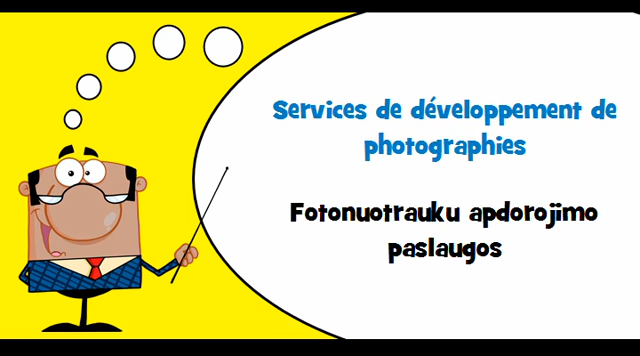 Services de développement de
photographies
Fotonuotrauku apdorojimo
paslaugos